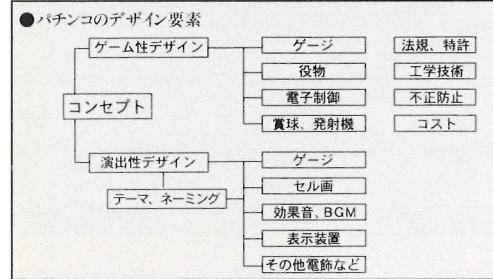 ●パチンコのデザイン要素
ゲーム性デザイン
ゲージ
法規、特許
役物
工学技術
電子制御
不正防止
コンセプト
賞球、発射機
コスト
演出性デザイン
ゲージ
テーマ、ネーミング
セル画
効果音、BGM
表示装置
その他電飾など